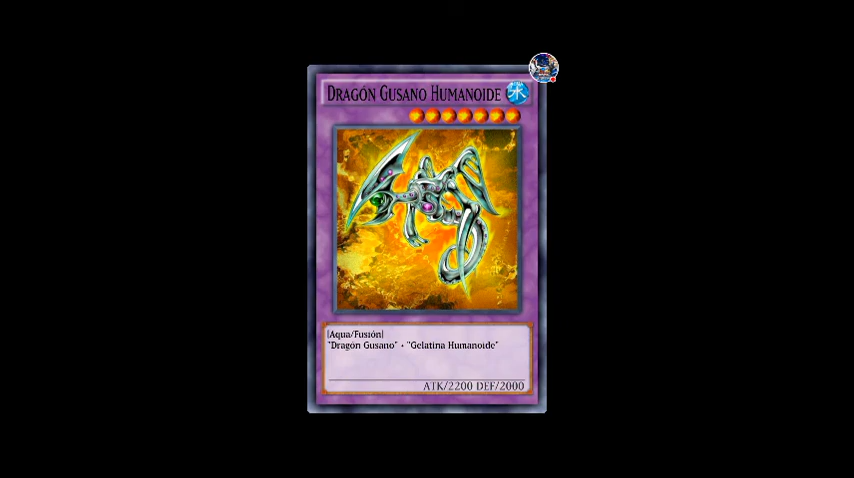 DRAGÓN GUSANO HUMANOIDE 水
[Aqua/Fusión]
"Dragón Gusano" + "Gelatina Humanoide"
ATK/2200 DEF/2000